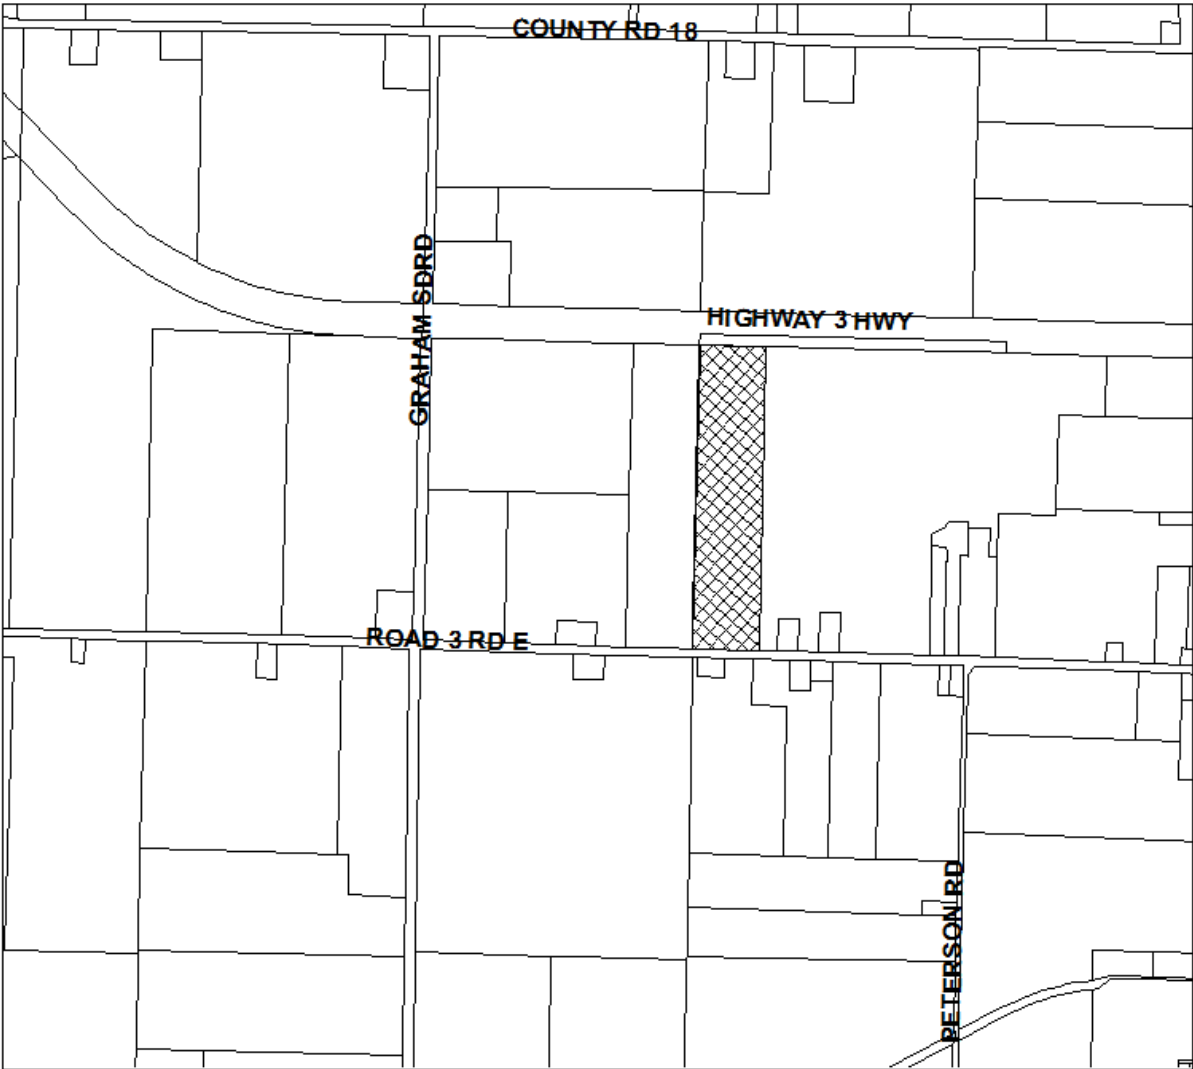 COUNTY RD 18
GRAHAM SDRD
HIGHWAY 3 HWY
ROAD 3 RD E
PETERSON RD